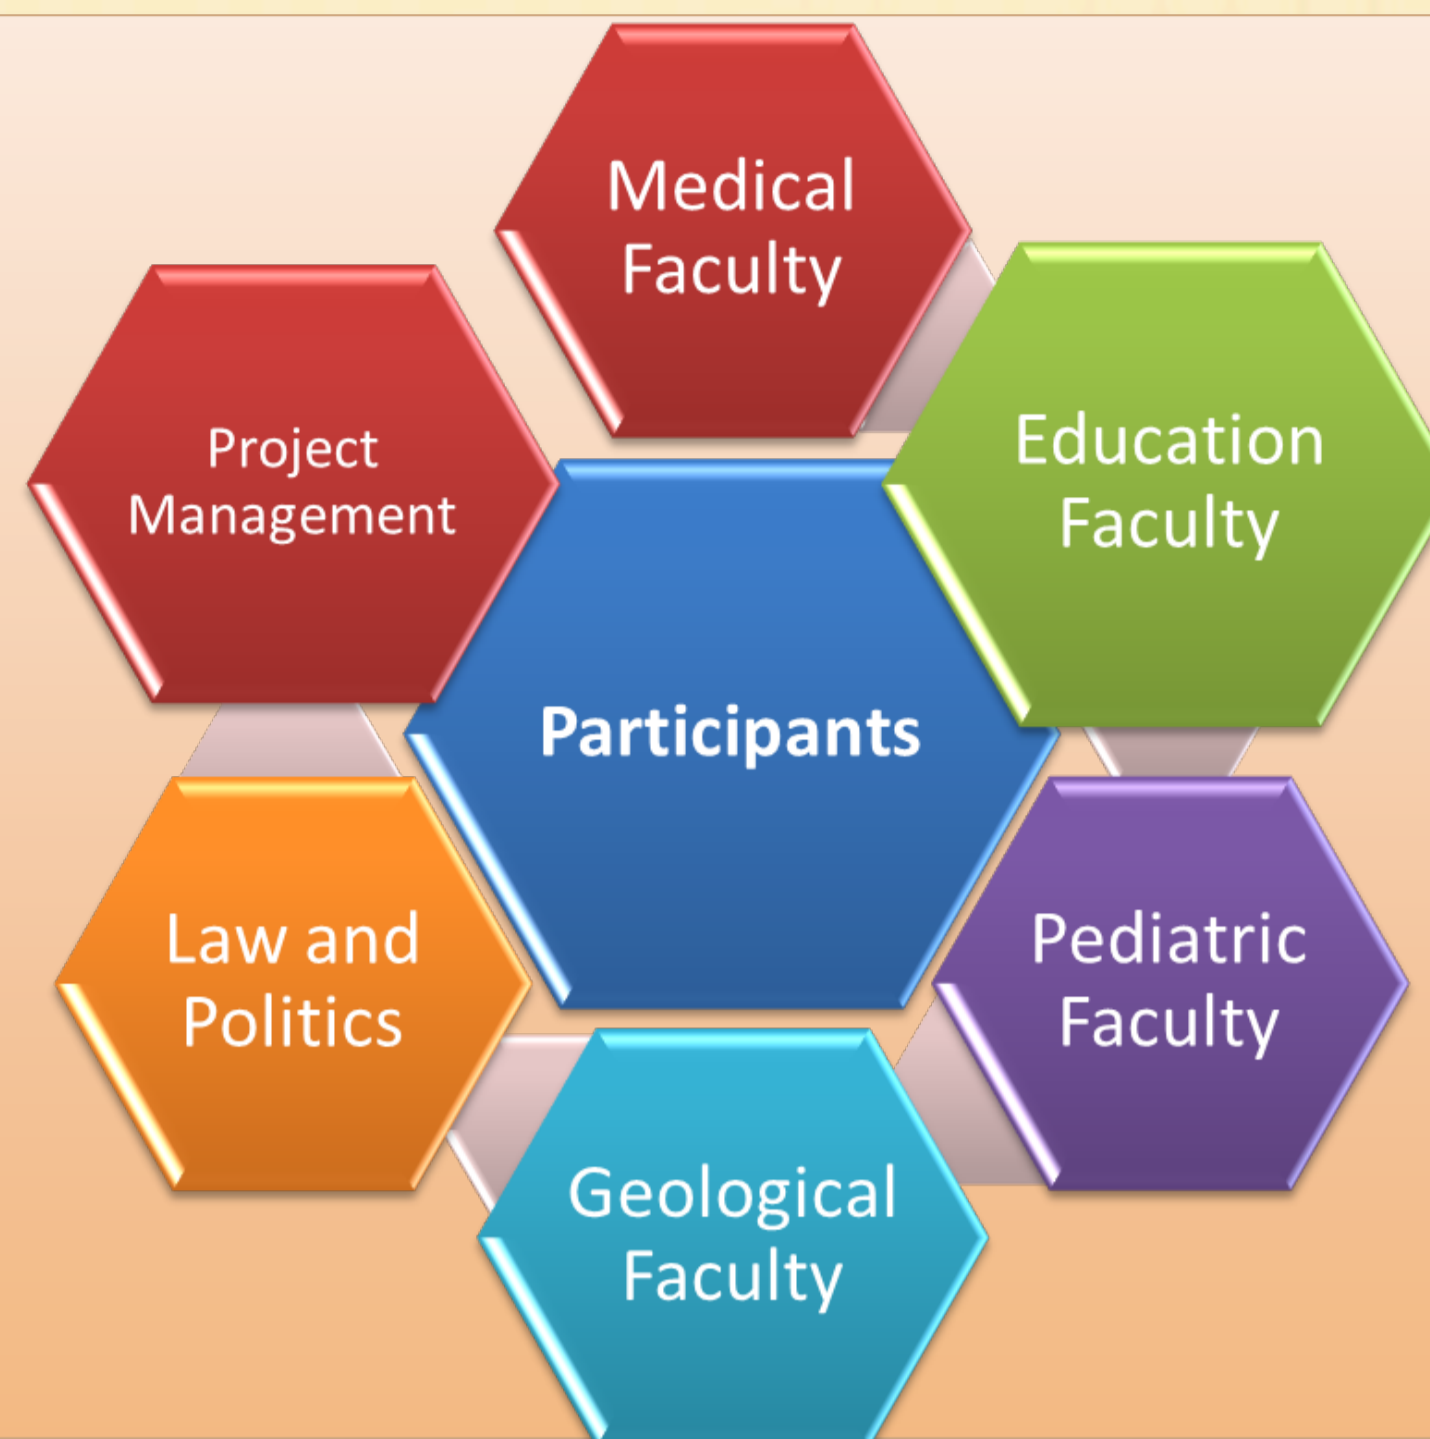 Medical
Faculty
Education
Faculty
Project
Management
Participants
Pediatric
Faculty
Law and
Politics
Geological
Faculty